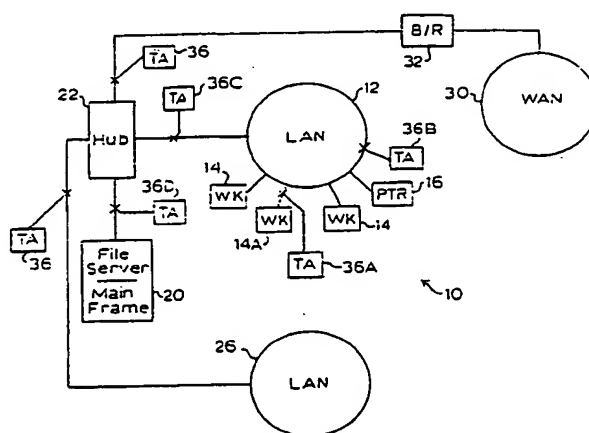 TA 36
B/R
32
22
TA 36C
12
30
WAN
Hub
LAN
36B
TA
36D
TA
14
WK
PTR 16
WK
14A
WK
14
TA 36
File
Server
Main
Frame
20
TA 36A
10
26
LAN